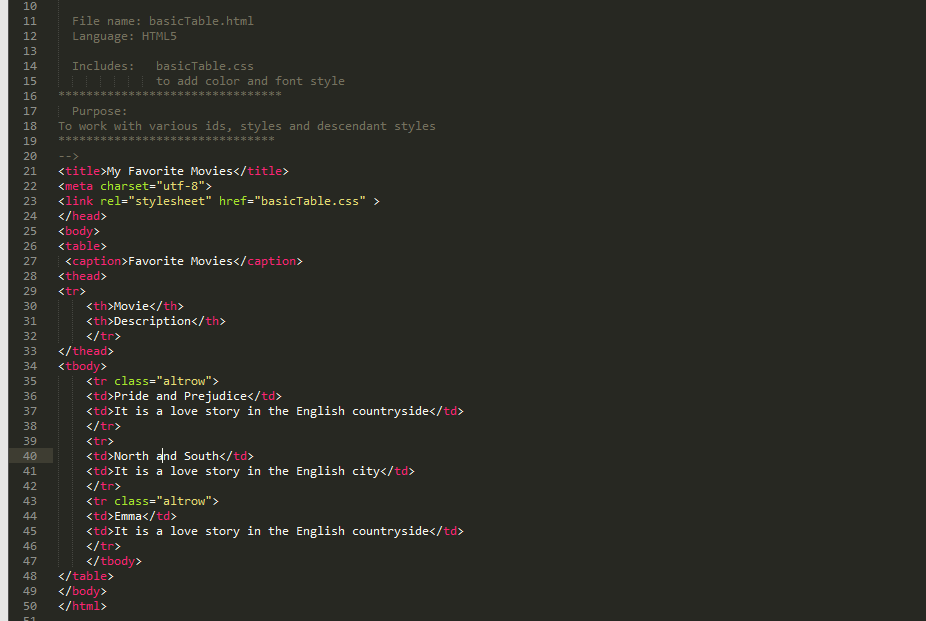 10
11 File name: basicTable.html
12 Language: HTML5
13
14 Includes: basicTable.css
15 to add color and font style
16 ********************************
17 Purpose:
18 To work with various ids, styles and descendant styles
19 *******************************
20 -->
21 <title>My Favorite Movies</title>
22 <meta charset="utf-8">
23 <link rel="stylesheet" href="basicTable.css" >
24 </head>
25 <body>
26 <table>
27 <caption>Favorite Movies</caption>
28 <thead>
29 <tr>
30 <th>Movie</th>
31 <th>Description</th>
32 </tr>
33 </thead>
34 <tbody>
35 <tr class="altrow">
36 <td>Pride and Prejudice</td>
37 <td>It is a love story in the English countryside</td>
38 </tr>
39 <tr>
40 <td>North and South</td>
41 <td>It is a love story in the English city</td>
42 </tr>
43 <tr class="altrow">
44 <td>Emma</td>
45 <td>It is a love story in the English countryside</td>
46 </tr>
47 </tbody>
48 </table>
49 </body>
50 </html>
51